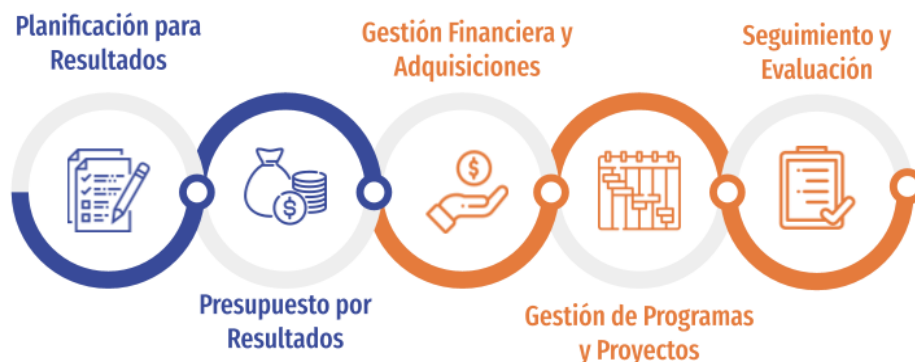 Planificación para
Resultados
Presupuesto por
Resultados
Gestión Financiera y
Adquisiciones
Gestión de Programas
y Proyectos
Seguimiento y
Evaluación